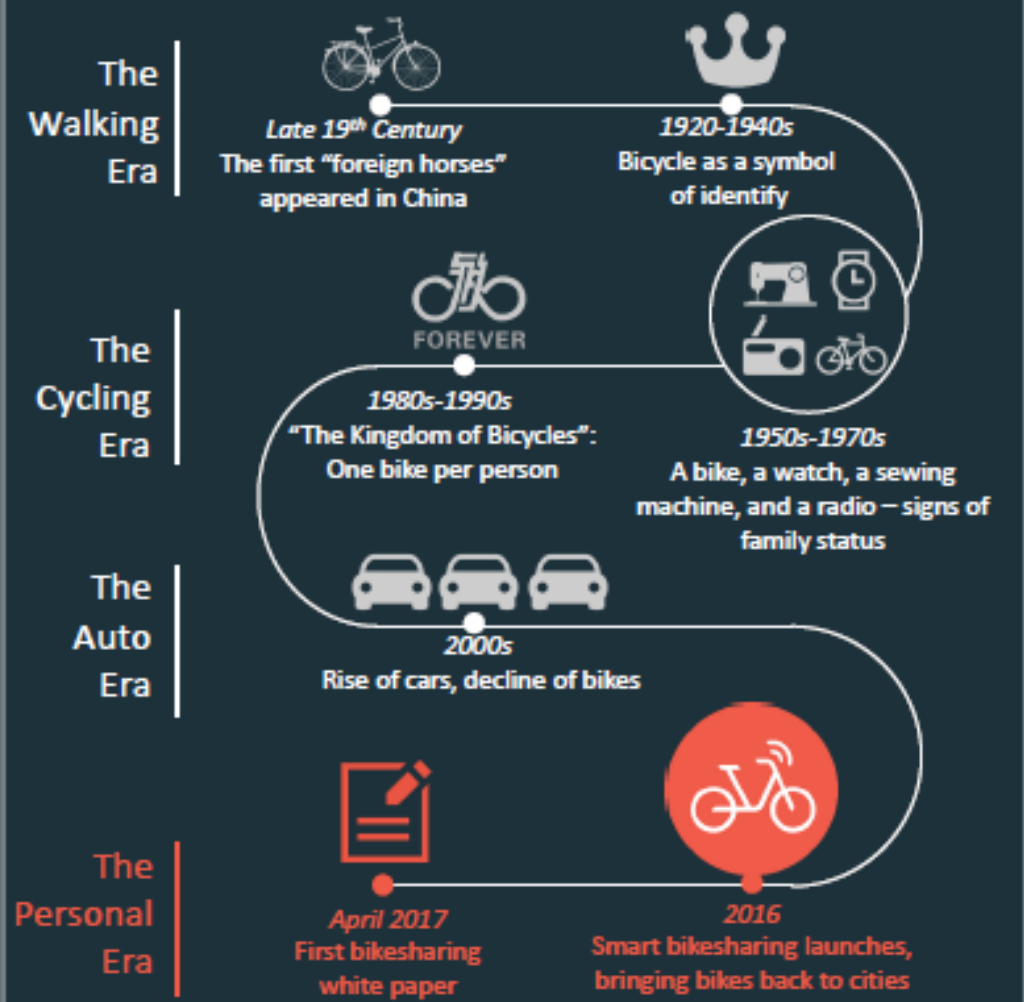 The
Walking
Era
Late 19th Century
The first “foreign horses”
appeared in China
1920-1940s
Bicycle as a symbol
of identify
The
Cycling
Era
FOREVER
1980s-1990s
“The Kingdom of Bicycles”:
One bike per person
1950s-1970s
A bike, a watch, a sewing
machine, and a radio – signs of
family status
The
Auto
Era
2000s
Rise of cars, decline of bikes
The
Personal
Era
April 2017
First bikesharing
white paper
2016
Smart bikesharing launches,
bringing bikes back to cities